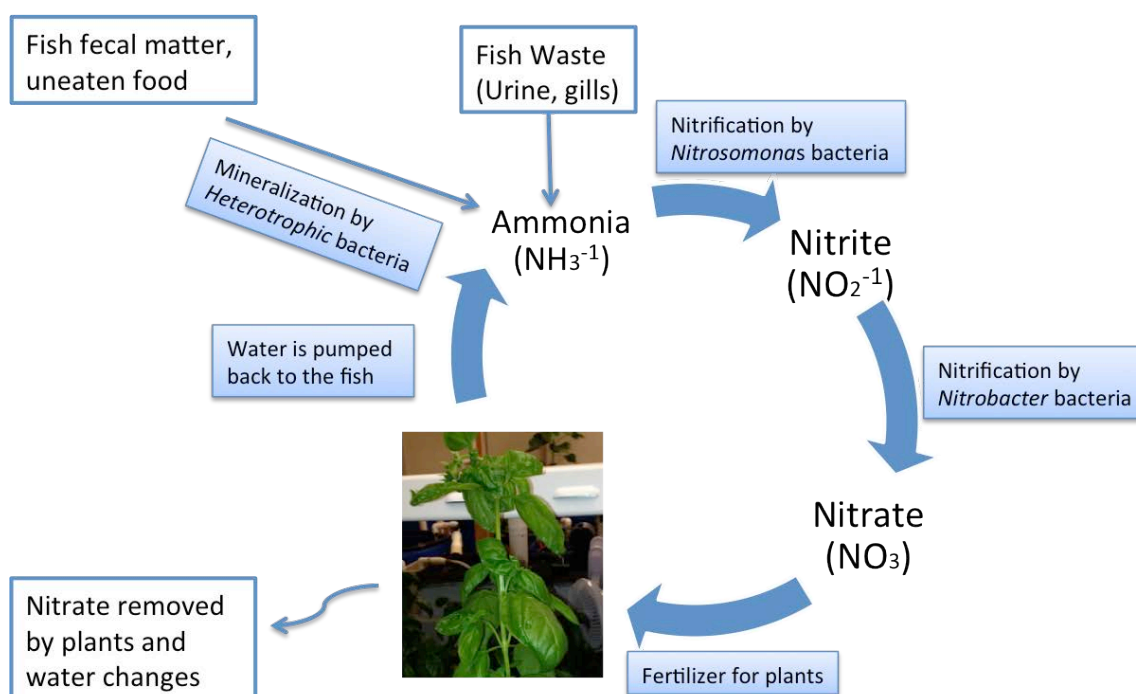 Fish fecal matter,
uneaten food
Fish Waste
(Urine, gills)
Nitrification by
Nitrosomonas bacteria
Mineralization by
Heterotrophic bacteria
Ammonia
(NH₃⁻¹)
Nitrite
(NO₂⁻¹)
Water is pumped
back to the fish
Nitrification by
Nitrobacter bacteria
Nitrate
(NO₃)
Fertilizer for plants
Nitrate removed
by plants and
water changes